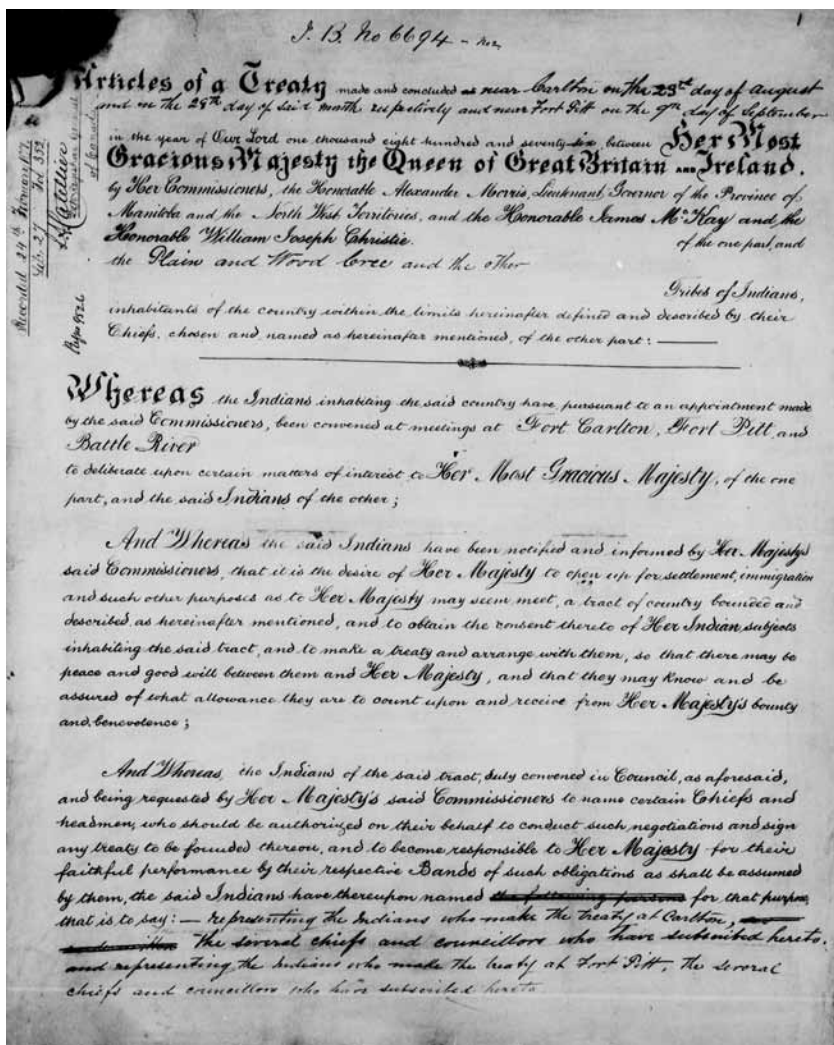 J. B. No 6694 -
1
Articles of a Treaty made and concluded near Carlton on the 23rd day of August
and on the 28th day of said month respectively and near Fort Pitt on the 9th day of September
in the year of Our Lord one thousand eight hundred and seventy-six between Her Most
Gracious Majesty the Queen of Great Britain and Ireland.
by Her Commissioners, the Honorable Alexander Morris, Lieutenant Governor of the Province of
Manitoba and the North West Territories, and the Honorable James McKay and the
Honorable William Joseph Christie. of the one part, and
the Plain and Wood Cree and the other
Tribes of Indians,
inhabitants of the country within the limits hereinafter defined and described by their
Chiefs, chosen and named as hereinafter mentioned, of the other part:
Whereas the Indians inhabiting the said country have, pursuant to an appointment made
by the said Commissioners, been convened at meetings at Fort Carlton, Fort Pitt, and
Battle River
to deliberate upon certain matters of interest to Her Most Gracious Majesty, of the one
part, and the said Indians of the other;
And Whereas the said Indians have been notified and informed by Her Majesty's
said Commissioners, that it is the desire of Her Majesty to open up for settlement, immigration
and such other purposes as to Her Majesty may seem meet, a tract of country bounded and
described as hereinafter mentioned, and to obtain the consent thereto of Her Indian subjects
inhabiting the said tract, and to make a treaty and arrange with them, so that there may be
peace and good will between them and Her Majesty, and that they may know and be
assured of what allowance they are to count upon and receive from Her Majesty's bounty
and benevolence;
And Whereas the Indians of the said tract, duly convened in Council, as aforesaid,
and being requested by Her Majesty's said Commissioners to name certain Chiefs and
headmen, who should be authorized on their behalf to conduct such negotiations and sign
any treaty to be founded thereon, and to become responsible to Her Majesty for their
faithful performance by their respective Bands of such obligations as shall be assumed
by them, the said Indians have thereupon named the following persons for that purpose,
that is to say: — representing the Indians who make the treaty at Carlton,
the several chiefs and councillors who have subscribed hereto.
and representing the Indians who made the treaty at Fort Pitt, the several
chiefs and councillors who have subscribed hereto.
Recorded 24th
Lib. 27 Fol 352
of Canada